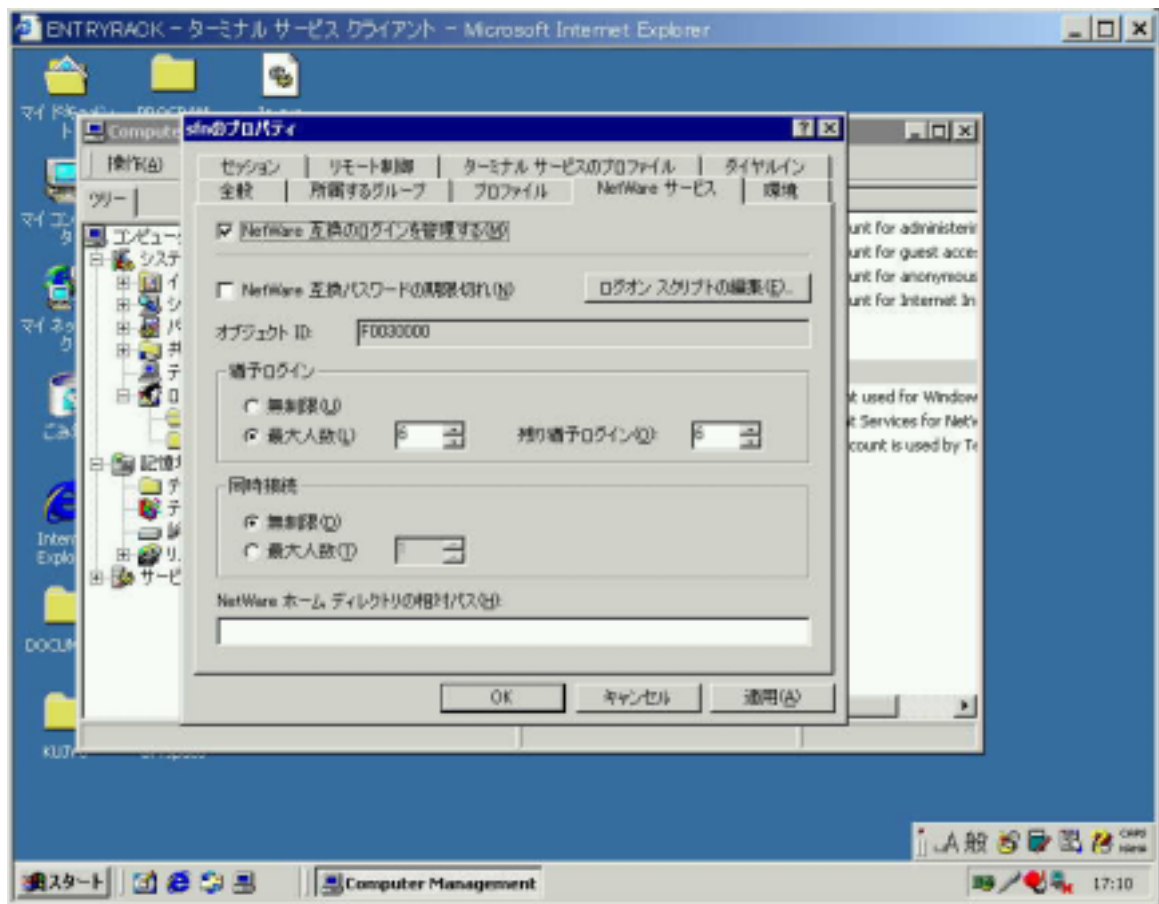 ENTRYRACK - ターミナル サービス クライアント - Microsoft Internet Explorer
sfnのプロパティ
Compute
操作(A)
ツリー
セッション
リモート制御
ターミナル サービスのプロファイル
ダイヤルイン
全般
所属するグループ
プロファイル
NetWare サービス
環境
NetWare 互換のログインを管理する(M)
NetWare 互換パスワードの期限切れ(N)
ログオン スクリプトの編集(E)...
オブジェクト ID:
F0030000
猶予ログイン
無制限(U)
最大人数(L)
6
残り猶予ログイン(O):
6
同時接続
無制限(D)
最大人数(T)
1
NetWare ホーム ディレクトリの相対パス(H):
OK
キャンセル
適用(A)
unt for administerin
unt for guest acce
unt for anonymous
unt for Internet In
t used for Window
t Services for NetW
count is used by Te
Intern
Explo
DOCUM
A 般
CAPS
KANA
スタート
Computer Management
17:10